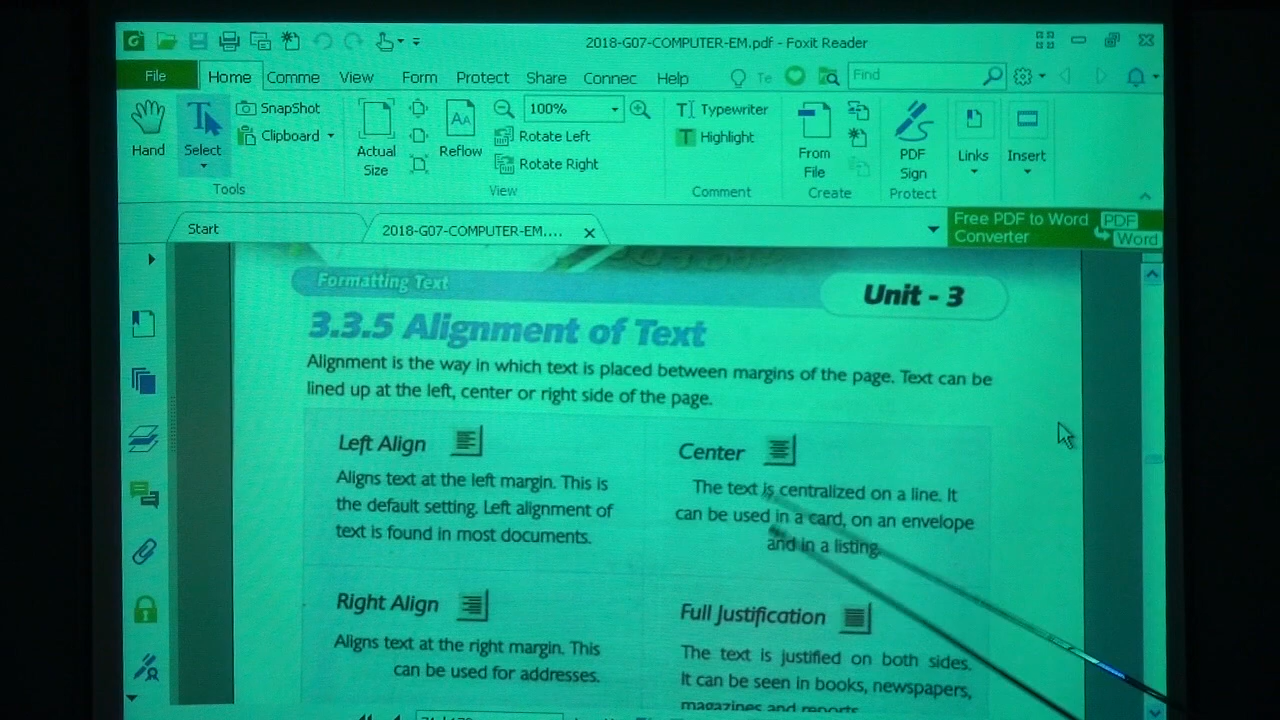 2018-G07-COMPUTER-EM.pdf - Foxit Reader
File Home Comme View Form Protect Share Connec Help Te Find
Hand
Select
SnapShot
Clipboard
Tools
Actual
Size
Reflow
100%
Rotate Left
Rotate Right
View
Typewriter
Highlight
Comment
From
File
Create
PDF
Sign
Protect
Links
Insert
Start
2018-G07-COMPUTER-EM....
Free PDF to Word
Converter
PDF
Word
Formatting Text
Unit - 3
3.3.5 Alignment of Text
Alignment is the way in which text is placed between margins of the page. Text can be
lined up at the left, center or right side of the page.
Left Align
Aligns text at the left margin. This is
the default setting. Left alignment of
text is found in most documents.
Center
The text is centralized on a line. It
can be used in a card, on an envelope
and in a listing.
Right Align
Aligns text at the right margin. This
can be used for addresses.
Full Justification
The text is justified on both sides.
It can be seen in books, newspapers,
magazines and reports